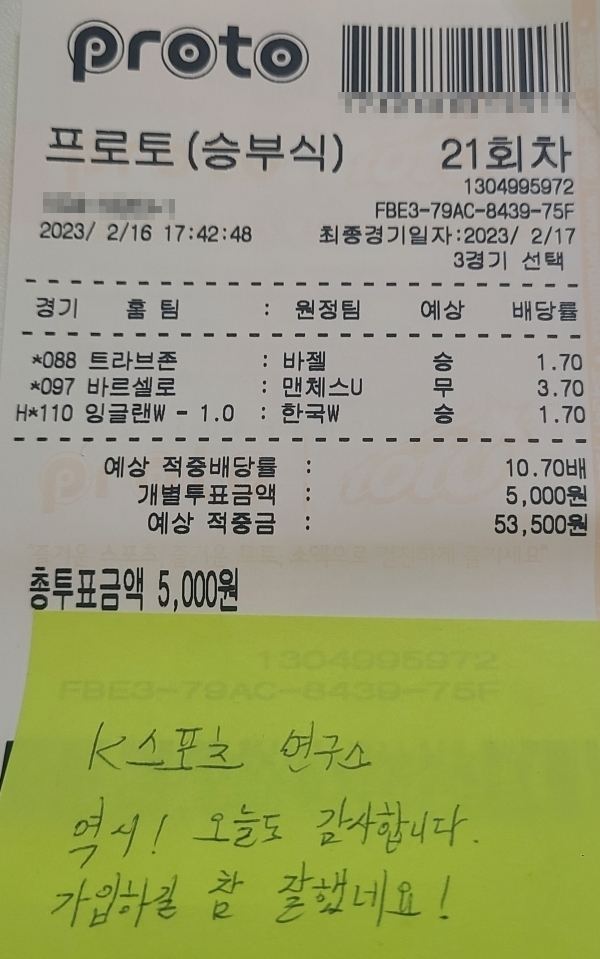 proto
프로토(승부식) 21회차
1304995972
FBE3-79AC-8439-75F
2023/ 2/16 17:42:48 최종경기일자:2023/ 2/17
3경기 선택
경기 홈 팀 : 원정팀 예상 배당률
*088 트라브존 : 바젤 승 1.70
*097 바르셀로 : 맨체스U 무 3.70
H*110 잉글랜W - 1.0 : 한국W 승 1.70
예상 적중배당률 : 10.70배
개별투표금액 : 5,000원
예상 적중금 : 53,500원
총투표금액 5,000원
1304995972
FBE3-79AC-8439-75F
K스포츠 연구소
역시! 오늘도 감사합니다.
가입하길 참 잘했네요!